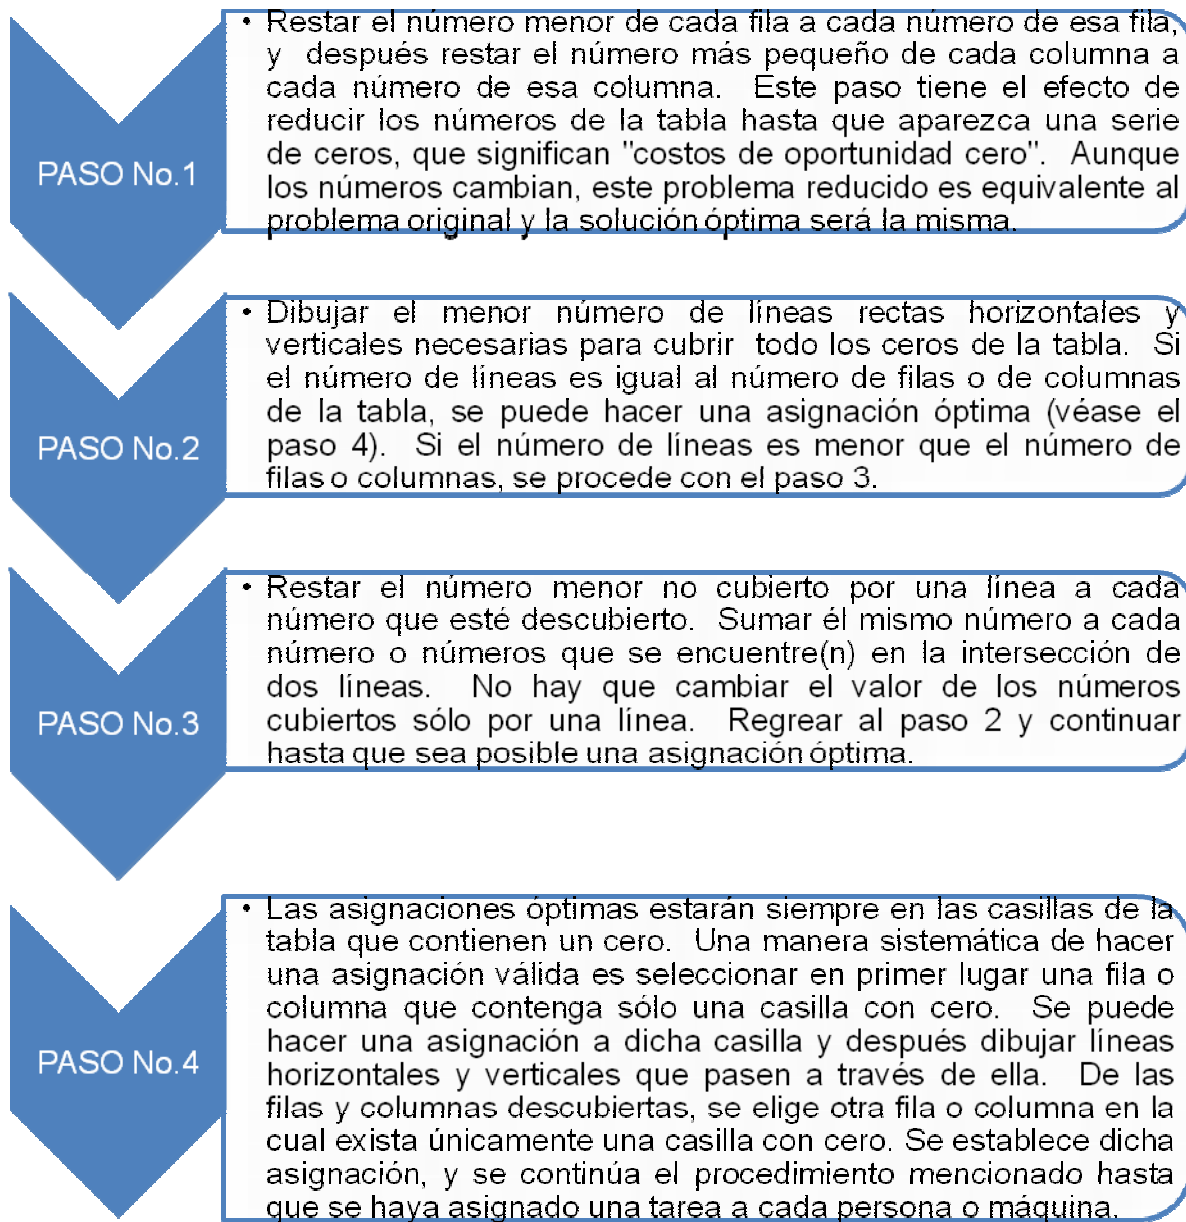 PASO No.1
• Restar el número menor de cada fila a cada número de esa fila,
y después restar el número más pequeño de cada columna a
cada número de esa columna. Este paso tiene el efecto de
reducir los números de la tabla hasta que aparezca una serie
de ceros, que significan "costos de oportunidad cero". Aunque
los números cambian, este problema reducido es equivalente al
problema original y la solución óptima será la misma.
PASO No.2
• Dibujar el menor número de líneas rectas horizontales y
verticales necesarias para cubrir todo los ceros de la tabla. Si
el número de líneas es igual al número de filas o de columnas
de la tabla, se puede hacer una asignación óptima (véase el
paso 4). Si el número de líneas es menor que el número de
filas o columnas, se procede con el paso 3.
PASO No.3
• Restar el número menor no cubierto por una línea a cada
número que esté descubierto. Sumar él mismo número a cada
número o números que se encuentre(n) en la intersección de
dos líneas. No hay que cambiar el valor de los números
cubiertos sólo por una línea. Regrear al paso 2 y continuar
hasta que sea posible una asignación óptima.
PASO No.4
• Las asignaciones óptimas estarán siempre en las casillas de la
tabla que contienen un cero. Una manera sistemática de hacer
una asignación válida es seleccionar en primer lugar una fila o
columna que contenga sólo una casilla con cero. Se puede
hacer una asignación a dicha casilla y después dibujar líneas
horizontales y verticales que pasen a través de ella. De las
filas y columnas descubiertas, se elige otra fila o columna en la
cual exista únicamente una casilla con cero. Se establece dicha
asignación, y se continúa el procedimiento mencionado hasta
que se haya asignado una tarea a cada persona o máquina.